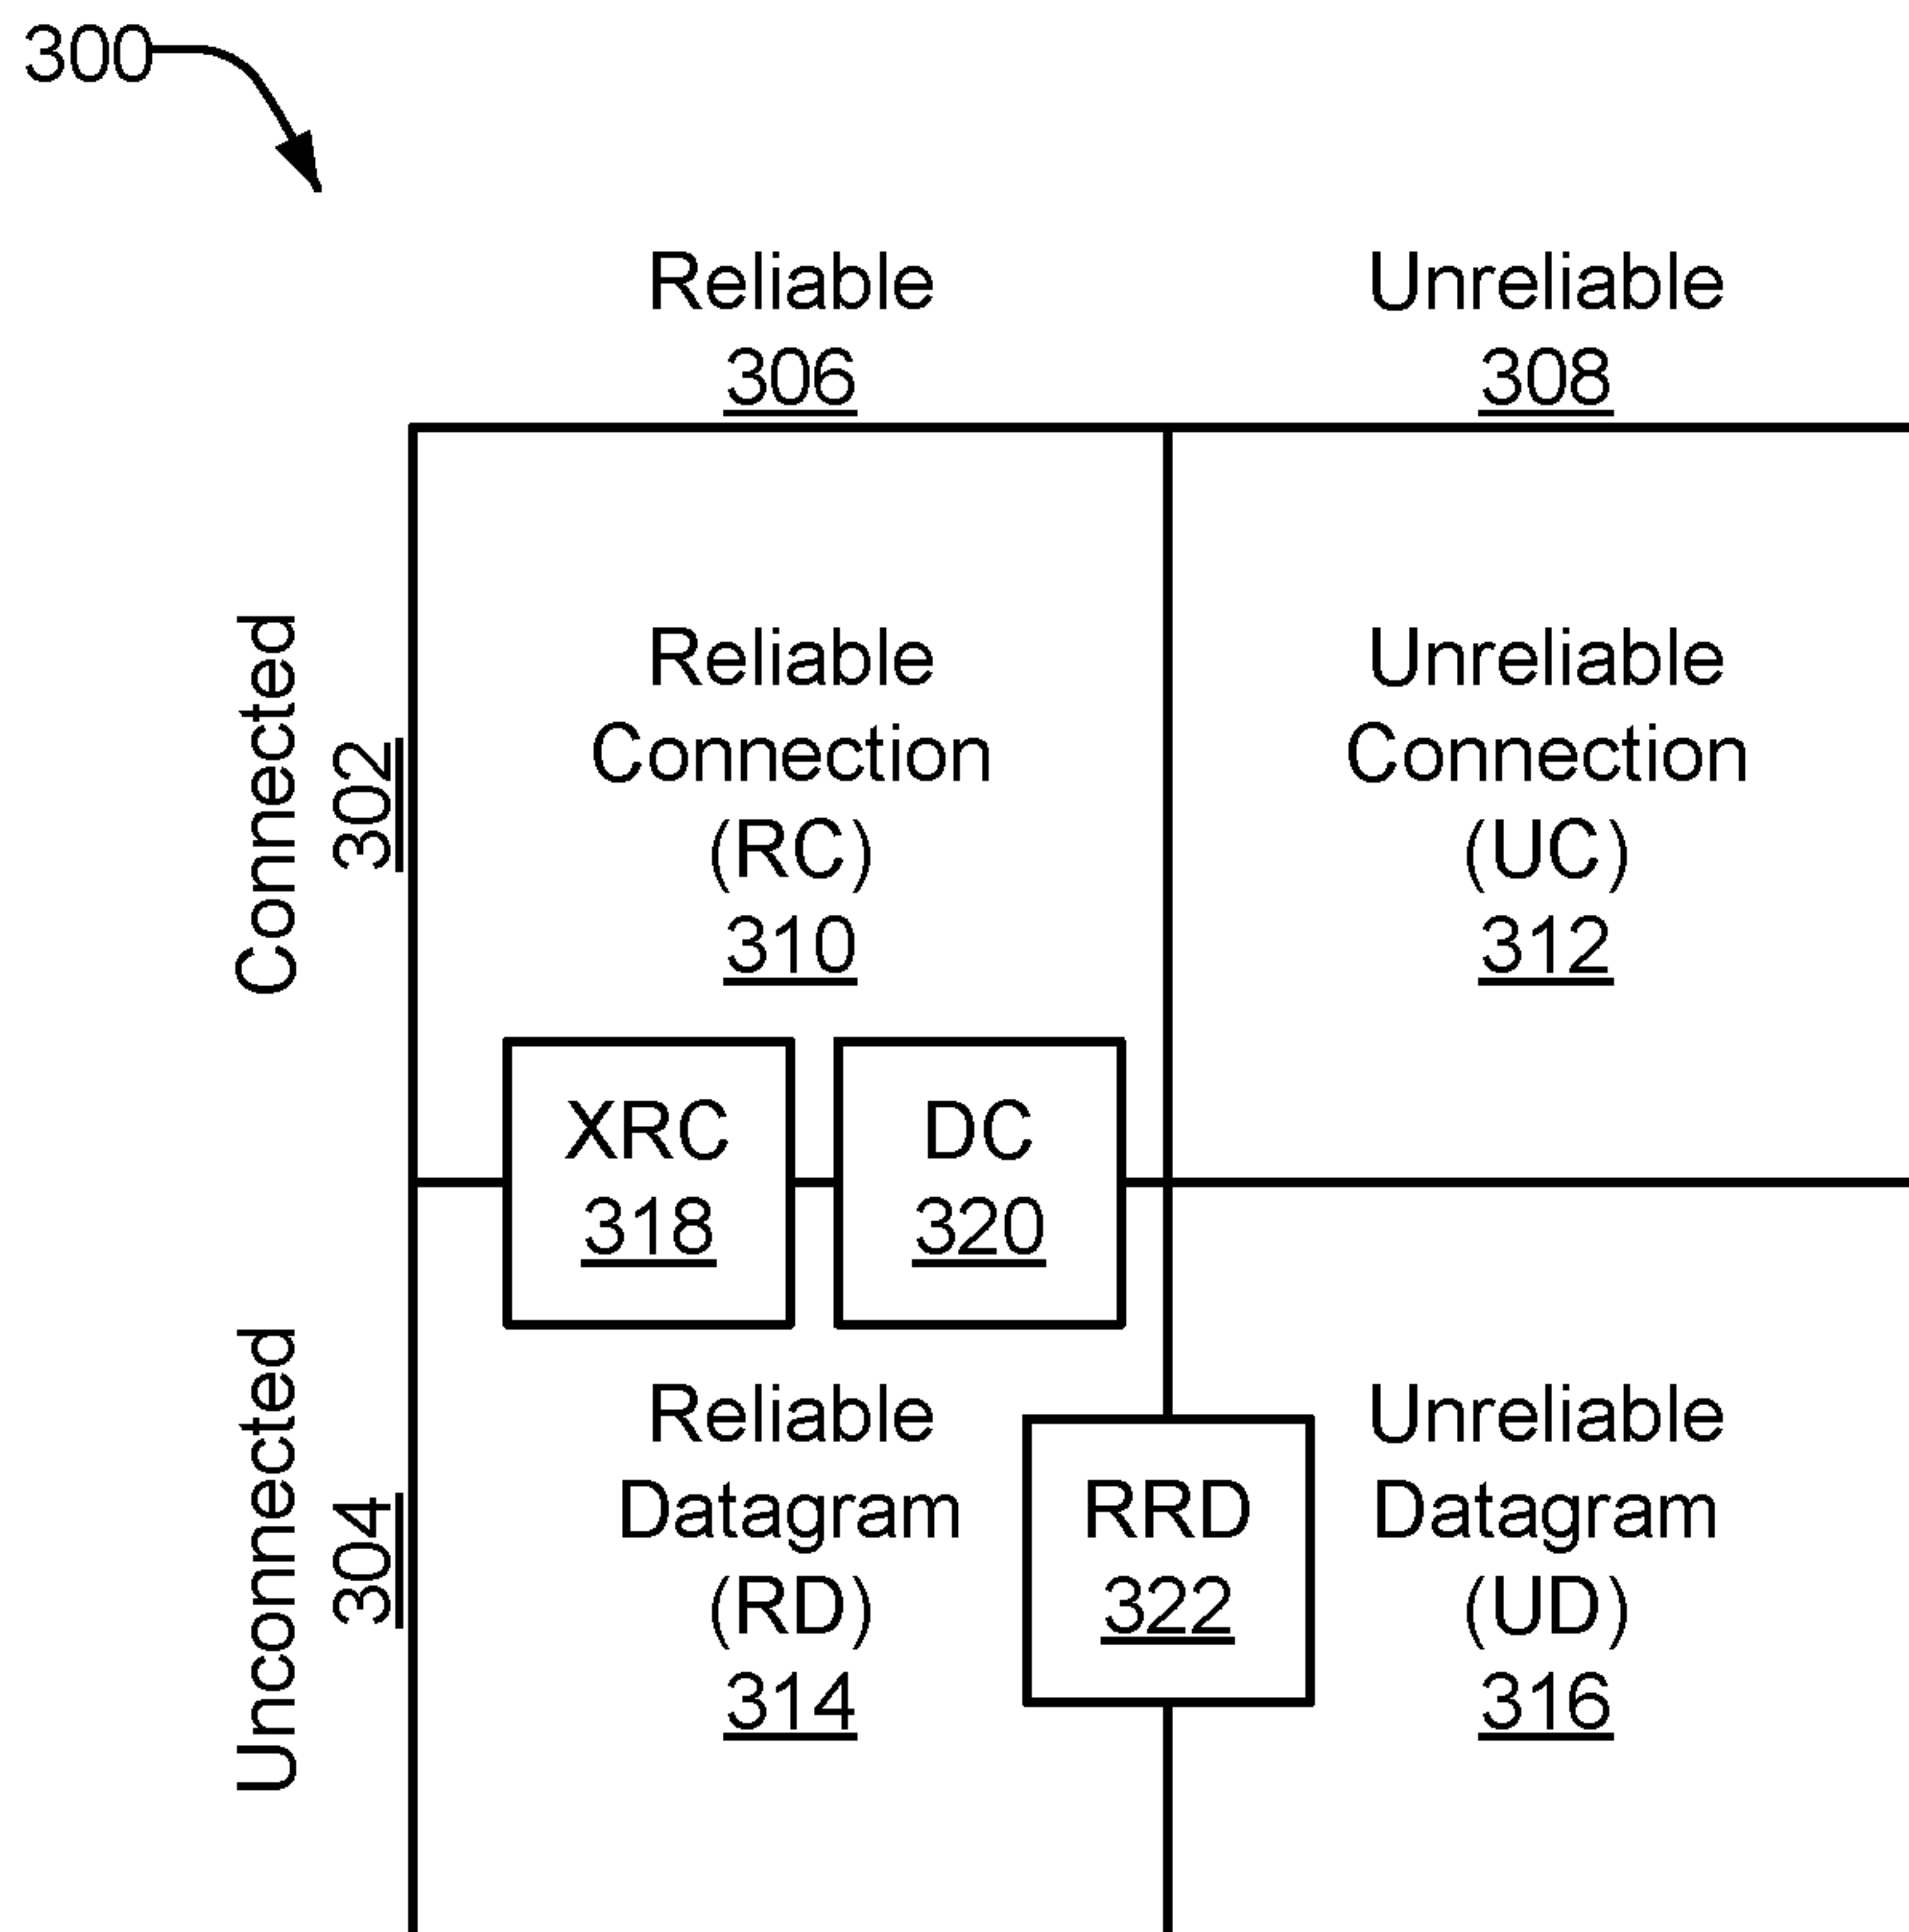 300
Reliable
306
Unreliable
308
Connected
302
Reliable
Connection
(RC)
310
Unreliable
Connection
(UC)
312
XRC
318
DC
320
Unconnected
304
Reliable
Datagram
(RD)
314
RRD
322
Unreliable
Datagram
(UD)
316